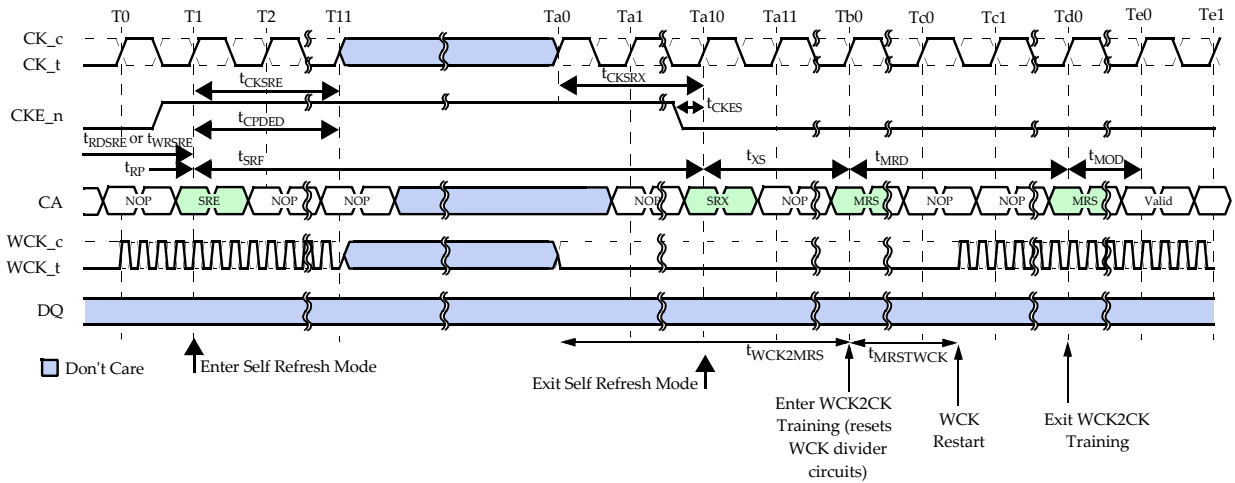 T0 T1 T2 T11 Ta0 Ta1 Ta10 Ta11 Tb0 Tc0 Tc1 Td0 Te0 Te1
CK_c
CK_t
tCKSRE tCKSRX
CKE_n
tCPDED tCKES
tRDSRE or tWRSRE
tRP tSRF tXS tMRD tMOD
CA NOP SRE NOP NOP NOP SRX NOP MRS NOP NOP MRS Valid
WCK_c
WCK_t
DQ
tWCK2MRS tMRSTWCK
Don't Care
Enter Self Refresh Mode
Exit Self Refresh Mode
Enter WCK2CK
Training (resets
WCK divider
circuits)
WCK
Restart
Exit WCK2CK
Training